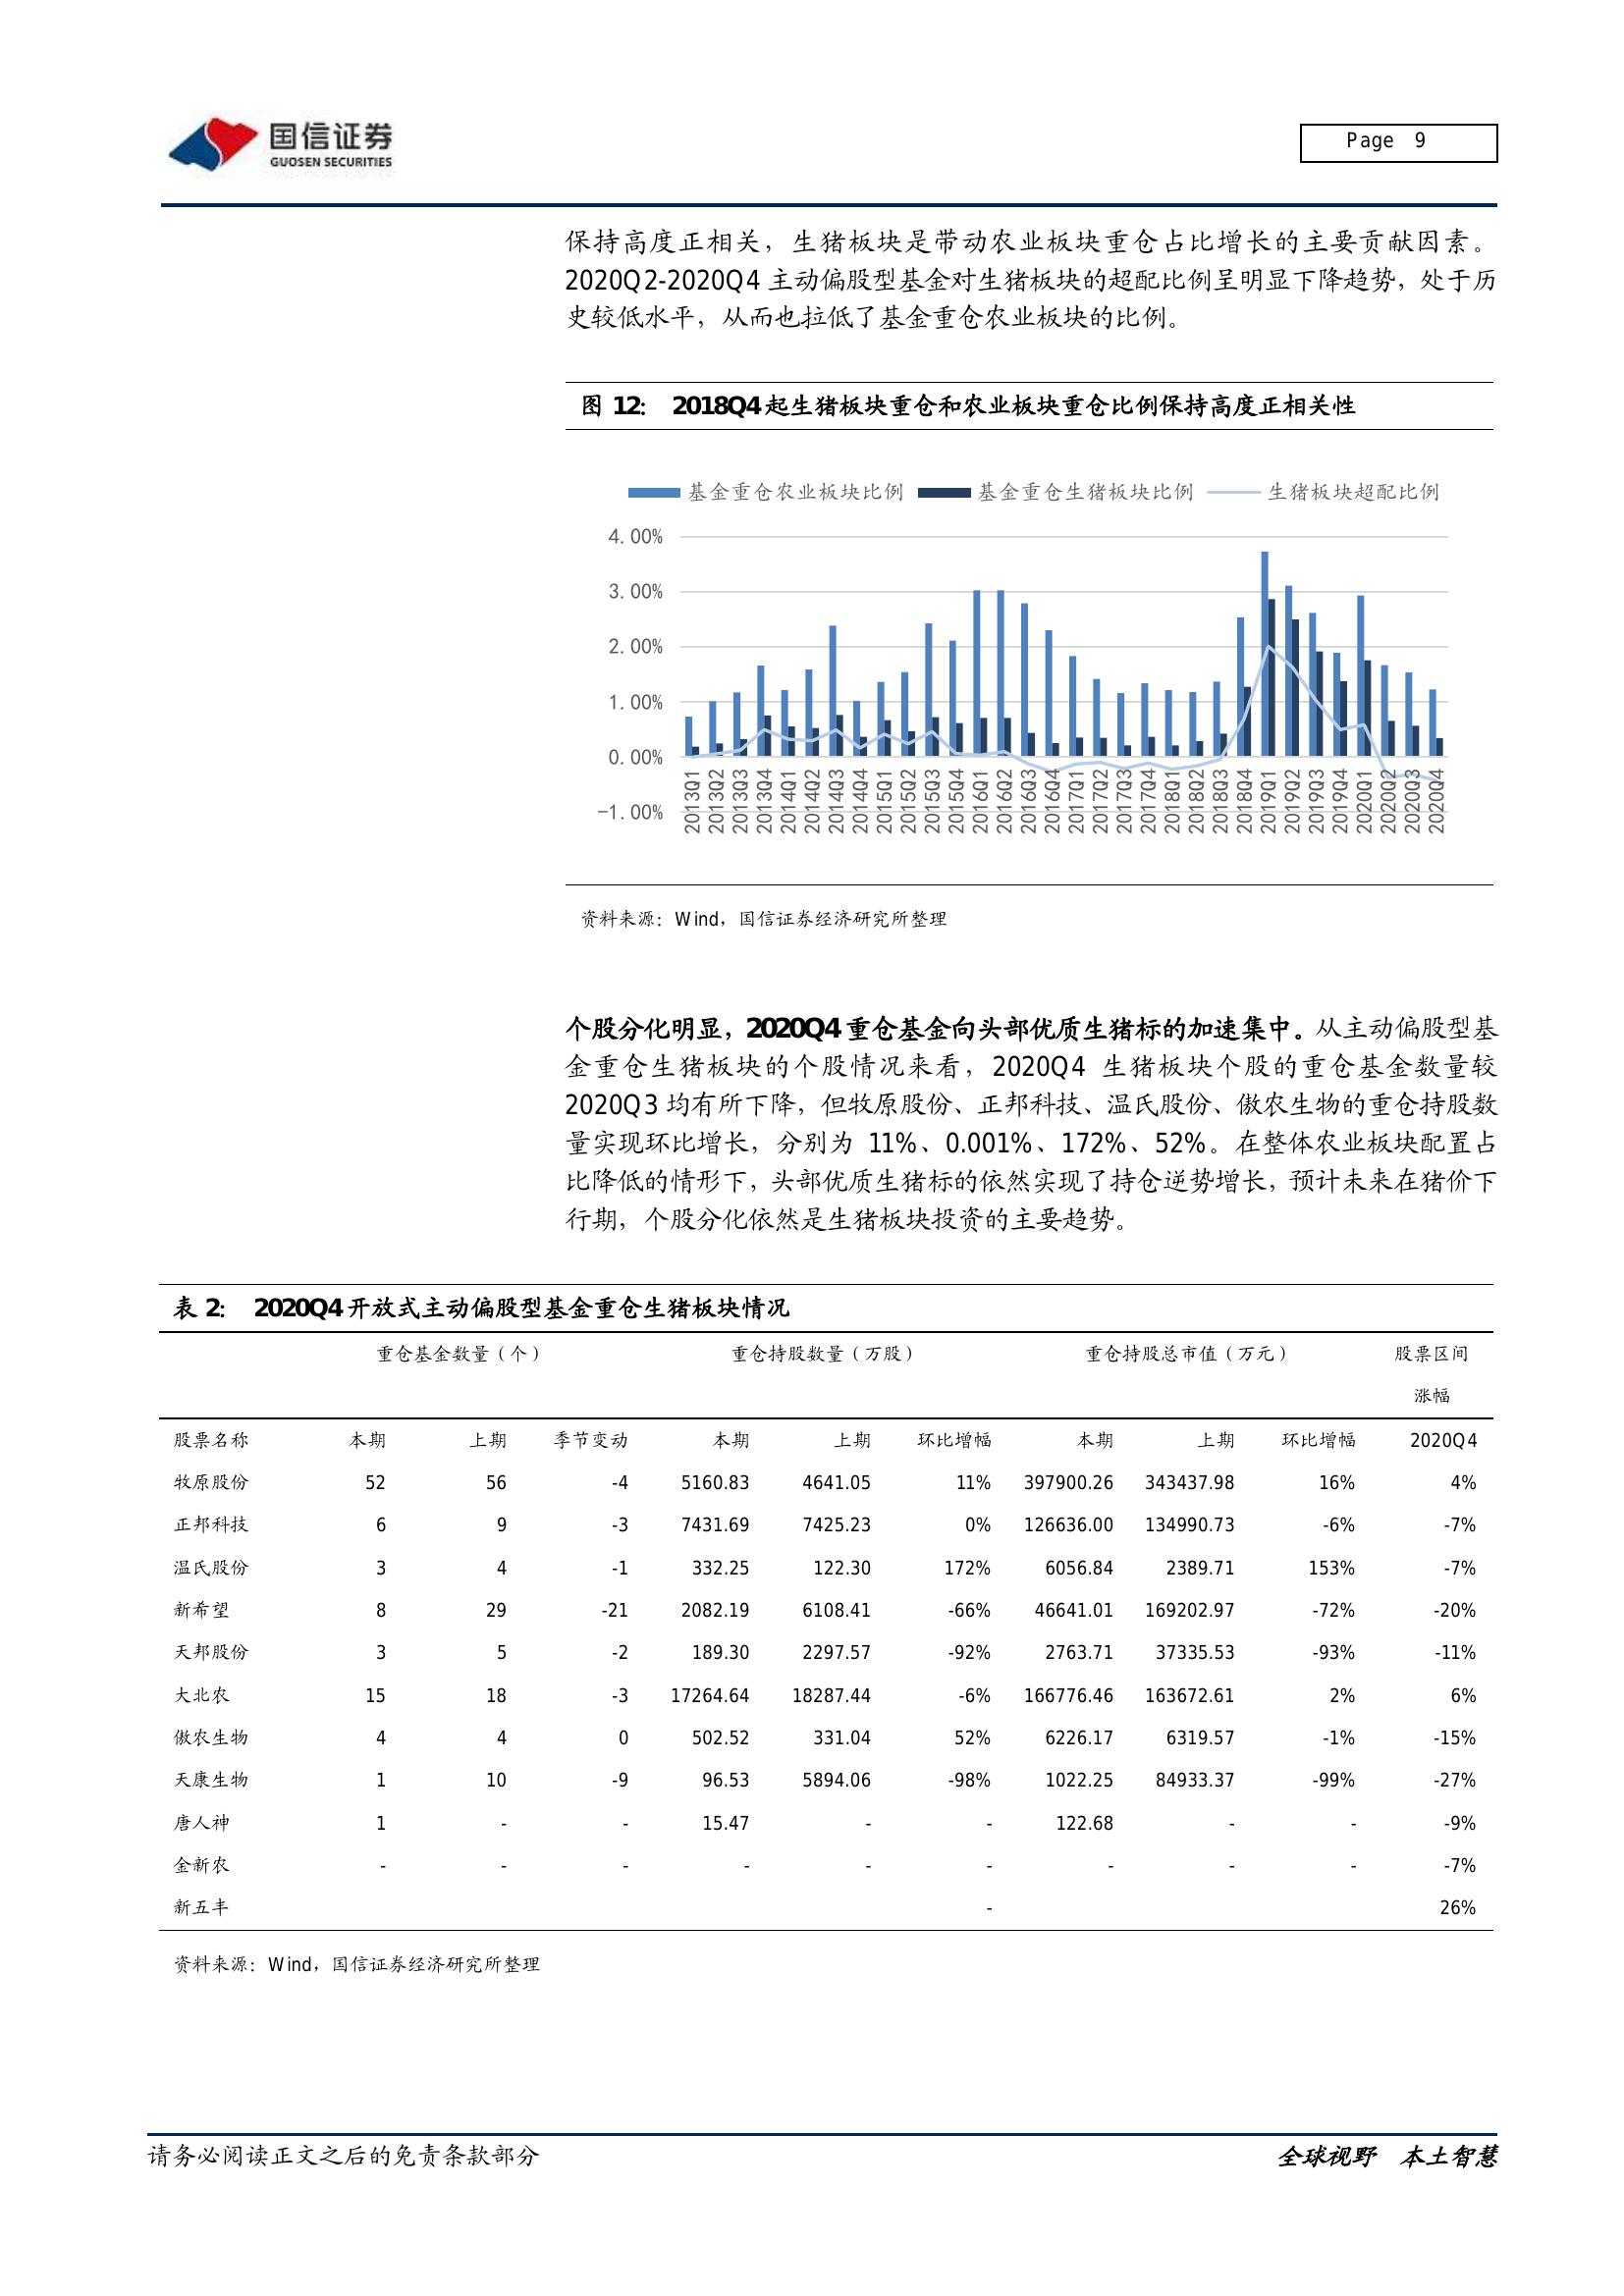 国信证券
GUOSEN SECURITIES
Page 9
保持高度正相关，生猪板块是带动农业板块重仓占比增长的主要贡献因素。
2020Q2-2020Q4 主动偏股型基金对生猪板块的超配比例呈明显下降趋势，处于历
史较低水平，从而也拉低了基金重仓农业板块的比例。
图 12： 2018Q4 起生猪板块重仓和农业板块重仓比例保持高度正相关性
基金重仓农业板块比例 基金重仓生猪板块比例 生猪板块超配比例
4.00%
3.00%
2.00%
1.00%
0.00%
-1.00%
2013Q1 2013Q2 2013Q3 2013Q4 2014Q1 2014Q2 2014Q3 2014Q4 2015Q1 2015Q2 2015Q3 2015Q4 2016Q1 2016Q2 2016Q3 2016Q4 2017Q1 2017Q2 2017Q3 2017Q4 2018Q1 2018Q2 2018Q3 2018Q4 2019Q1 2019Q2 2019Q3 2019Q4 2020Q1 2020Q2 2020Q3 2020Q4
资料来源：Wind，国信证券经济研究所整理
个股分化明显，2020Q4 重仓基金向头部优质生猪标的加速集中。从主动偏股型基
金重仓生猪板块的个股情况来看，2020Q4 生猪板块个股的重仓基金数量较
2020Q3 均有所下降，但牧原股份、正邦科技、温氏股份、傲农生物的重仓持股数
量实现环比增长，分别为 11%、0.001%、172%、52%。在整体农业板块配置占
比降低的情形下，头部优质生猪标的依然实现了持仓逆势增长，预计未来在猪价下
行期，个股分化依然是生猪板块投资的主要趋势。
表 2： 2020Q4 开放式主动偏股型基金重仓生猪板块情况
重仓基金数量（个） 重仓持股数量（万股） 重仓持股总市值（万元） 股票区间
涨幅
股票名称 本期 上期 季节变动 本期 上期 环比增幅 本期 上期 环比增幅 2020Q4
牧原股份 52 56 -4 5160.83 4641.05 11% 397900.26 343437.98 16% 4%
正邦科技 6 9 -3 7431.69 7425.23 0% 126636.00 134990.73 -6% -7%
温氏股份 3 4 -1 332.25 122.30 172% 6056.84 2389.71 153% -7%
新希望 8 29 -21 2082.19 6108.41 -66% 46641.01 169202.97 -72% -20%
天邦股份 3 5 -2 189.30 2297.57 -92% 2763.71 37335.53 -93% -11%
大北农 15 18 -3 17264.64 18287.44 -6% 166776.46 163672.61 2% 6%
傲农生物 4 4 0 502.52 331.04 52% 6226.17 6319.57 -1% -15%
天康生物 1 10 -9 96.53 5894.06 -98% 1022.25 84933.37 -99% -27%
唐人神 1 - - 15.47 - - 122.68 - - -9%
金新农 - - - - - - - - - -7%
新五丰 - 26%
资料来源：Wind，国信证券经济研究所整理
请务必阅读正文之后的免责条款部分
全球视野 本土智慧